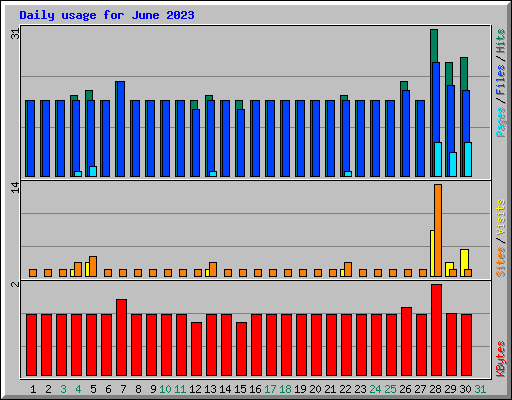 Daily usage for June 2023
31
Pages / Files / Hits
14
Sites / Visits
2
KBytes
1 2 3 4 5 6 7 8 9 10 11 12 13 14 15 16 17 18 19 20 21 22 23 24 25 26 27 28 29 30 31